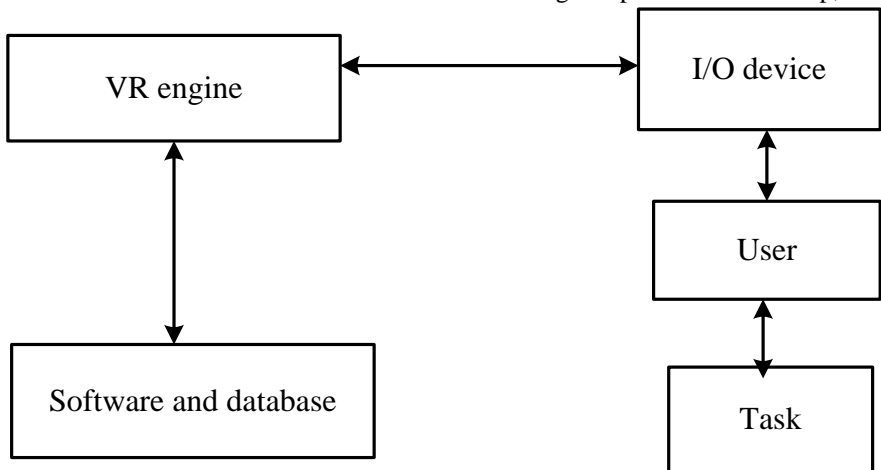 VR engine
I/O device
User
Software and database
Task